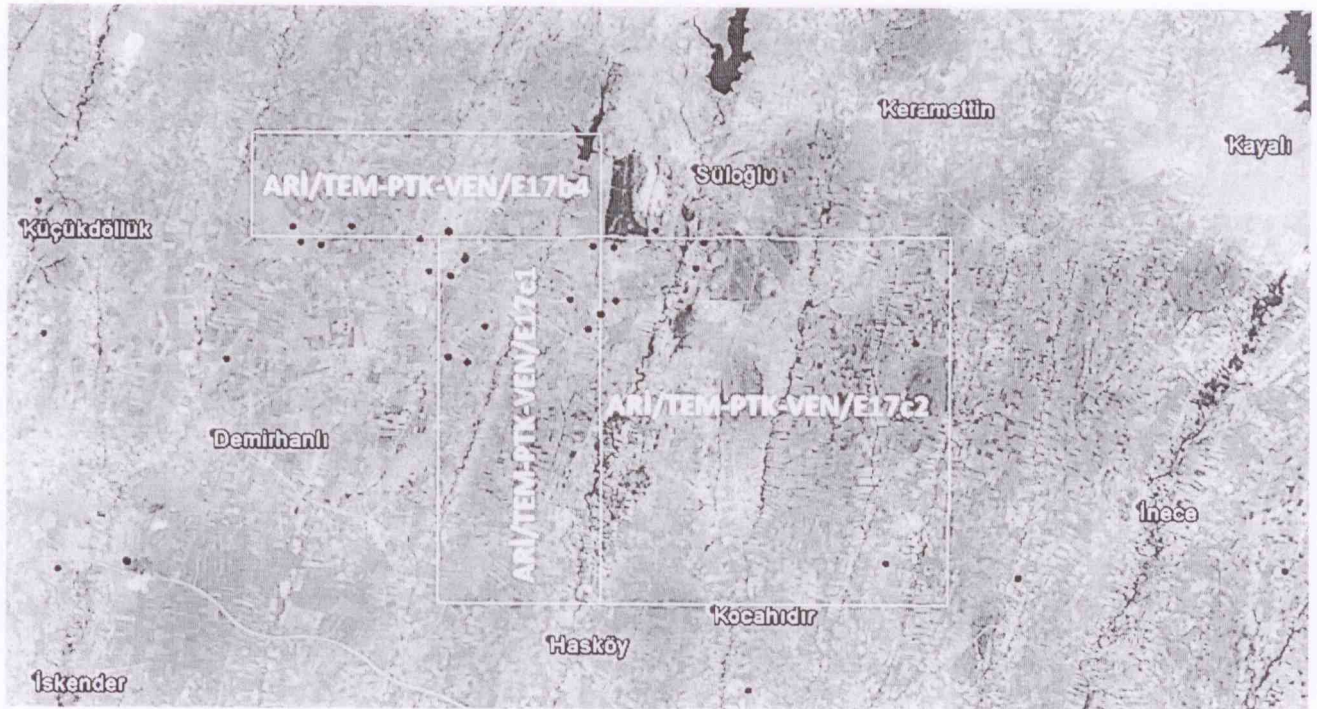 Keramettin
Kayalı
Süloğlu
ARİ/TEM-PTK-VEN/E17b4
Küçükdöllük
ARİ/TEM-PTK-VEN/E17c1
ARİ/TEM-PTK-VEN/E17c2
Demirhanlı
İnece
Kocahıdır
Hasköy
İskender